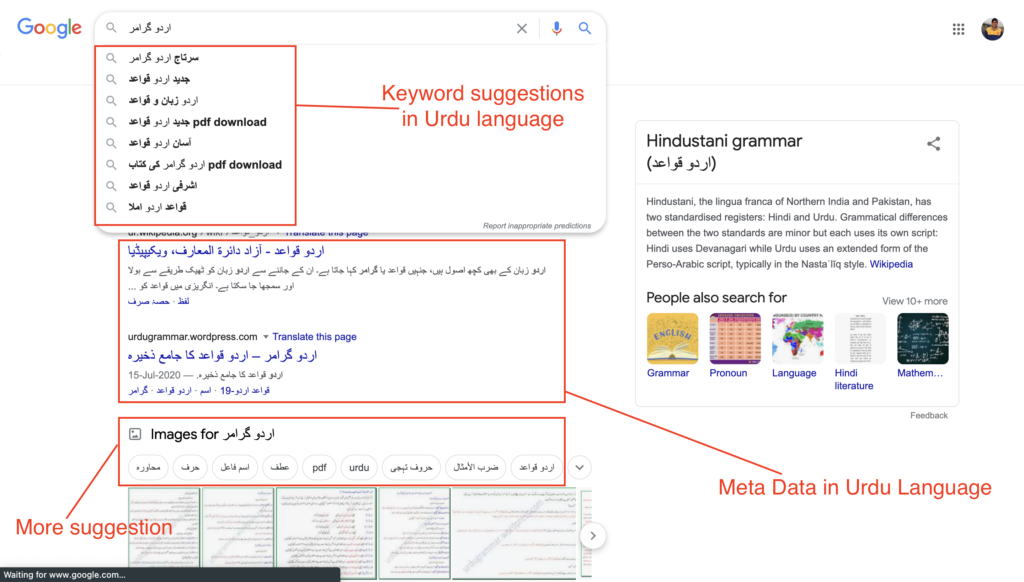 Google
اردو گرامر
سرتاج اردو گرامر
جدید اردو قواعد
اردو زبان و قواعد
جدید اردو قواعد pdf download
آسان اردو قواعد
اردو گرامر کی کتاب pdf download
اشرفی اردو قواعد
قواعد اردو املا
Report inappropriate predictions
Keyword suggestions
in Urdu language
ur.wikipedia.org › wiki › اردو_قواعد Translate this page
اردو قواعد - آزاد دائرۃ المعارف، ویکیپیڈیا
اردو زبان کے بھی کچھ اصول ہیں، جنہیں قواعد یا گرامر کہا جاتا ہے۔ ان کے جاننے سے اردو زبان کو ٹھیک طریقے سے بولا
اور سمجھا جا سکتا ہے۔ انگریزی میں قواعد کو ...
لفظ · حصہ صرف
urdugrammar.wordpress.com Translate this page
اردو گرامر – اردو قواعد کا جامع ذخیرہ
15-Jul-2020 — اردو قواعد کا جامع ذخیرہ.
قواعد اردو-19 · اسم · اردو قواعد · گرامر
Images for اردو گرامر
محاورہ
حرف
اسم فاعل
عطف
pdf
urdu
حروف تہجی
ضرب الأمثال
اردو قواعد
More suggestion
Waiting for www.google.com...
Hindustani grammar
(اردو قواعد)
Hindustani, the lingua franca of Northern India and Pakistan, has
two standardised registers: Hindi and Urdu. Grammatical differences
between the two standards are minor but each uses its own script:
Hindi uses Devanagari while Urdu uses an extended form of the
Perso-Arabic script, typically in the Nastaʿlīq style. Wikipedia
People also search for
View 10+ more
ENGLISH
Grammar
Pronoun
Language
Hindi
literature
Mathem...
Feedback
Meta Data in Urdu Language